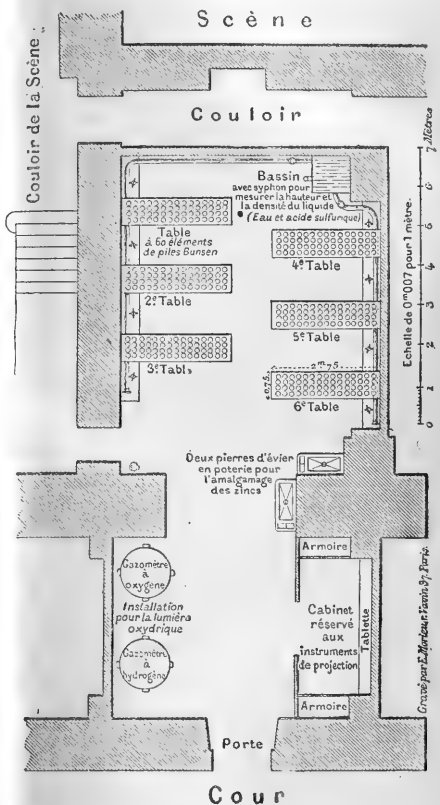 Scène
Couloir de la Scène
Couloir
Bassin
avec syphon pour
mesurer la hauteur et
la densité du liquide
(Eau et acide sulfurique)
Table
à 60 éléments
de piles Bunsen
4e Table
2e Table
5e Table
3e Table
2m75
0m75
6e Table
7 Mètres
6
5
4
3
2
1
0
Echelle de 0m007 pour 1 mètre.
Deux pierres d'évier
en poterie pour
l'amalgamage
des zincs
Armoire
Gazomètre
à
oxygène
Installation
pour la lumière
oxydrique
Gazomètre
à
hydrogène
Cabinet
réservé
aux
instruments
de projection
Tablette
Armoire
Gravé par E. Morieu, r. Vavin 37, Paris.
Porte
Cour